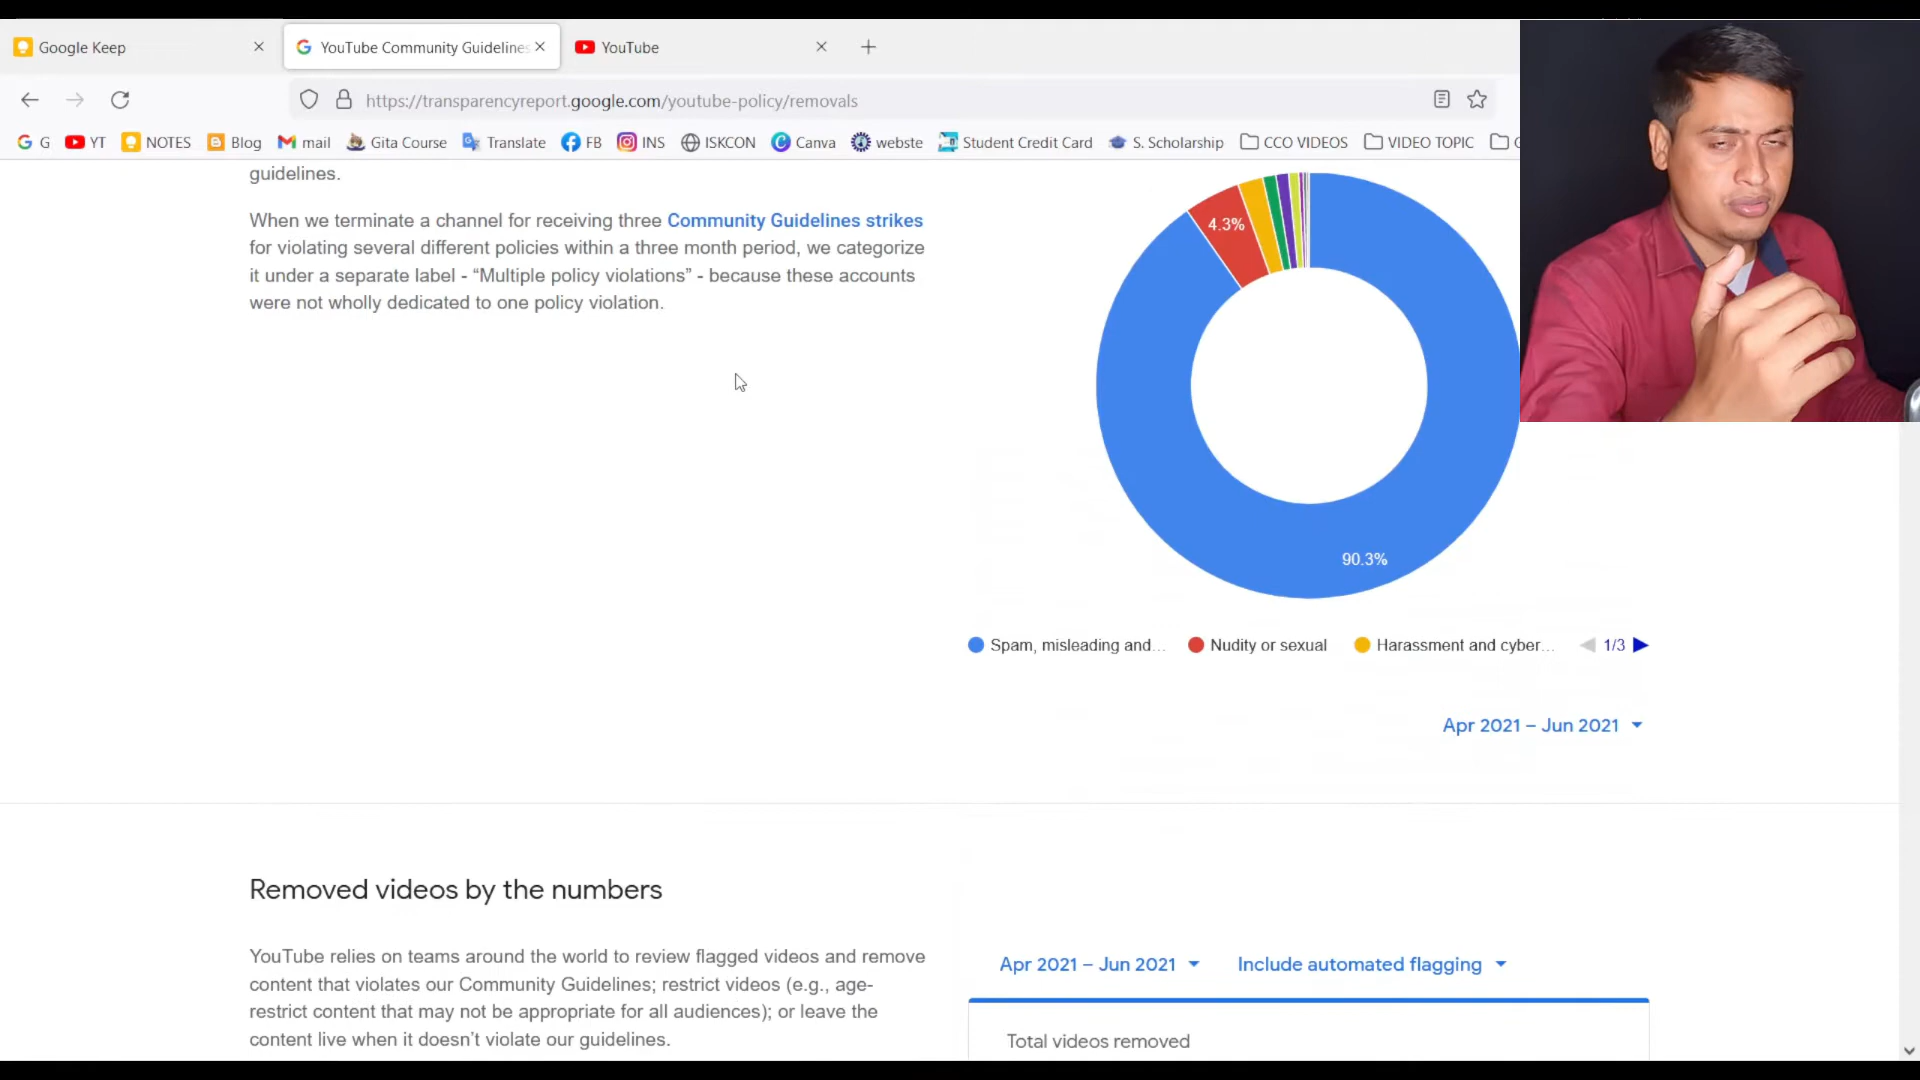 Google Keep
YouTube Community Guidelines
YouTube
https://transparencyreport.google.com/youtube-policy/removals
G
YT
NOTES
Blog
mail
Gita Course
Translate
FB
INS
ISKCON
Canva
webste
Student Credit Card
S. Scholarship
CCO VIDEOS
VIDEO TOPIC
guidelines.
When we terminate a channel for receiving three Community Guidelines strikes
for violating several different policies within a three month period, we categorize
it under a separate label - “Multiple policy violations” - because these accounts
were not wholly dedicated to one policy violation.
4.3%
90.3%
Spam, misleading and...
Nudity or sexual
Harassment and cyber...
1/3
Apr 2021 – Jun 2021
Removed videos by the numbers
YouTube relies on teams around the world to review flagged videos and remove
content that violates our Community Guidelines; restrict videos (e.g., age-
restrict content that may not be appropriate for all audiences); or leave the
content live when it doesn’t violate our guidelines.
Apr 2021 – Jun 2021
Include automated flagging
Total videos removed